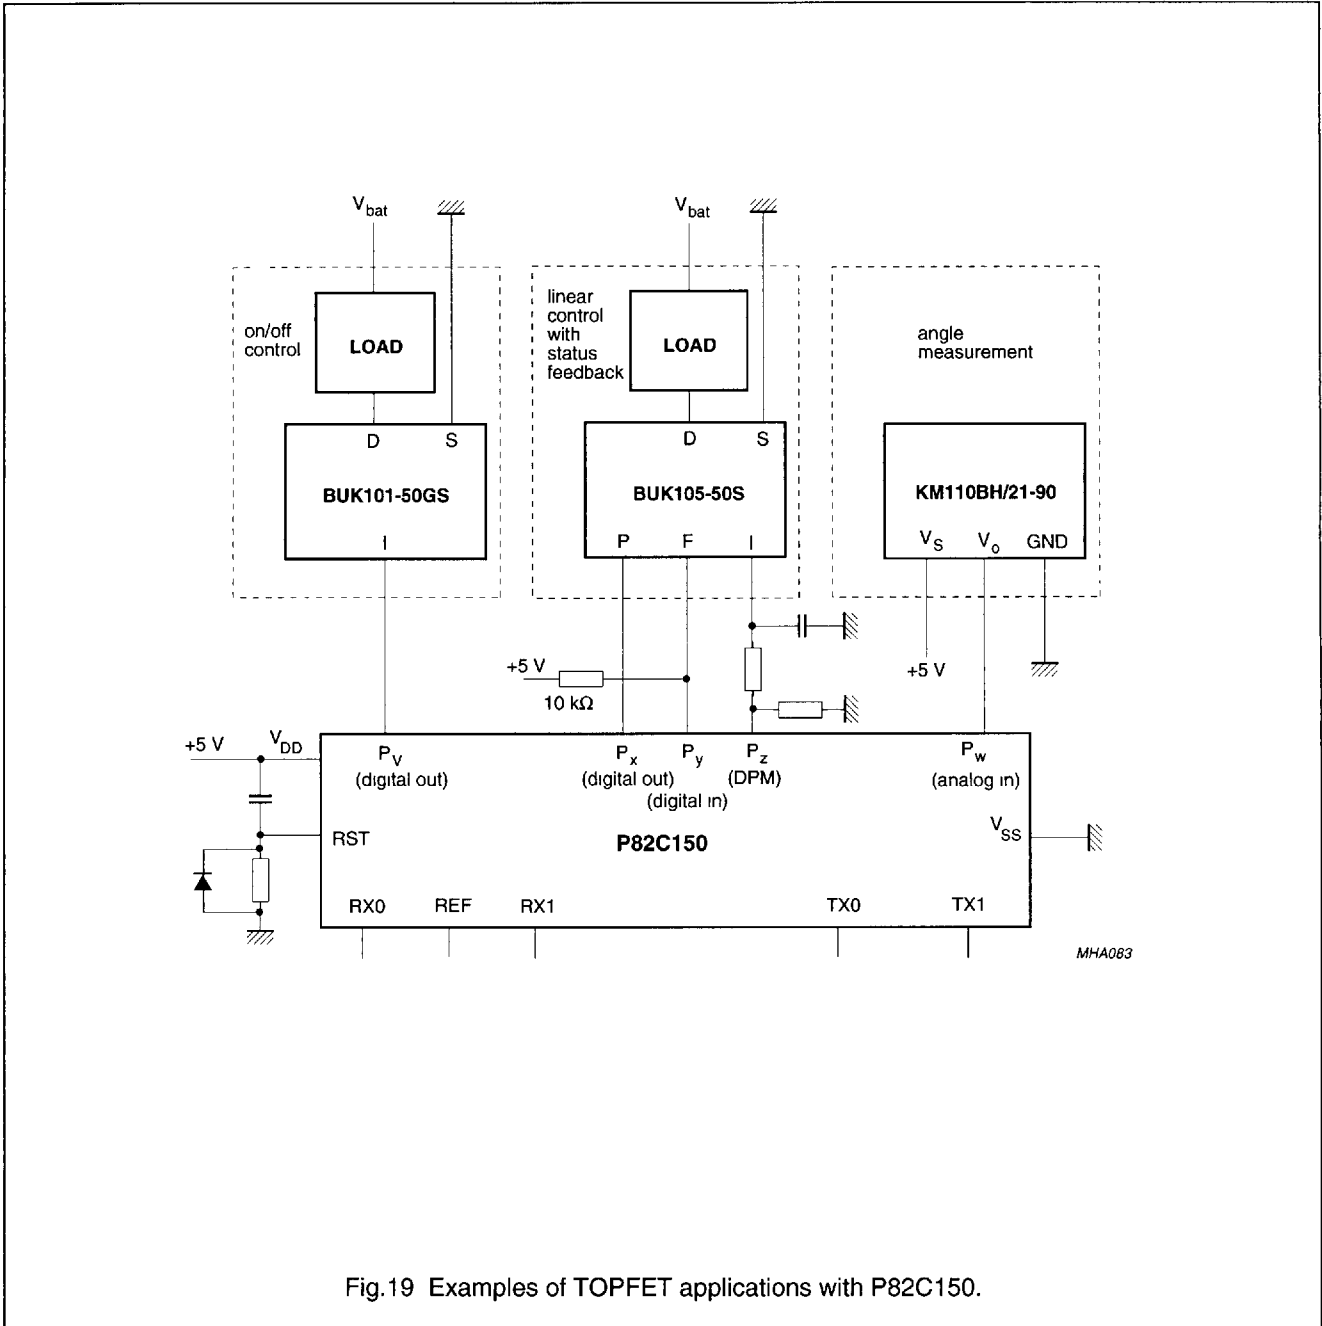 V bat
V bat
on/off
control
LOAD
linear
control
with
status
feedback
LOAD
angle
measurement
D S
BUK101-50GS
I
D S
BUK105-50S
P F I
KM110BH/21-90
VS Vo GND
+5 V
10 kΩ
+5 V
+5 V
VDD
PV
(digital out)
Px
(digital out)
Py
(digital in)
Pz
(DPM)
Pw
(analog in)
RST
P82C150
VSS
RX0 REF RX1 TX0 TX1
MHA083
Fig.19 Examples of TOPFET applications with P82C150.